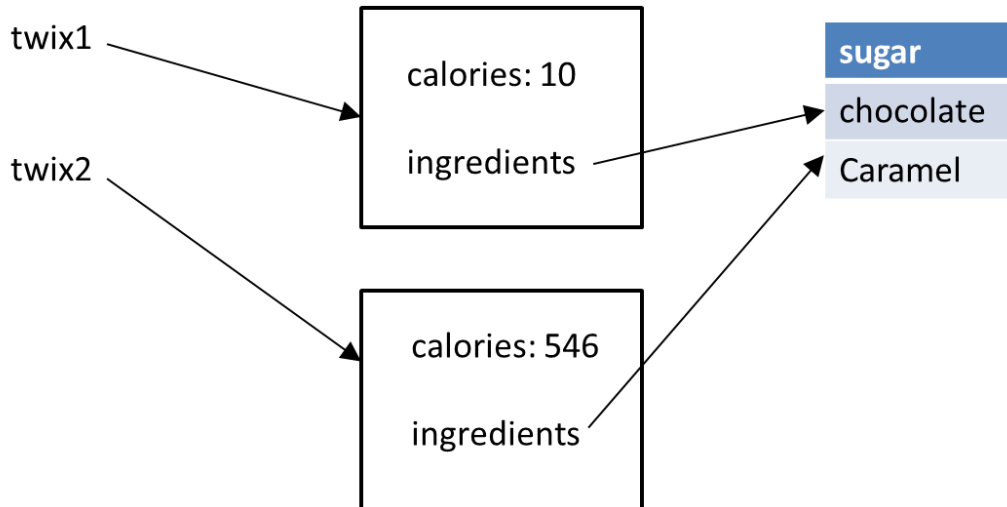 twix1
calories: 10
ingredients
sugar
chocolate
Caramel
twix2
calories: 546
ingredients